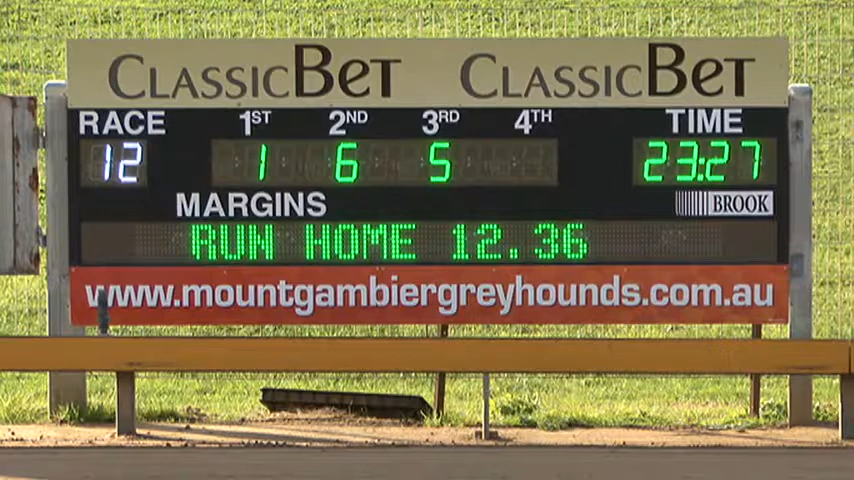 CLASSICBET CLASSICBET
RACE 1ST 2ND 3RD 4TH TIME
12 1 6 5 23:27
MARGINS BROOK
RUN HOME 12.36
www.mountgambiergreyhounds.com.au